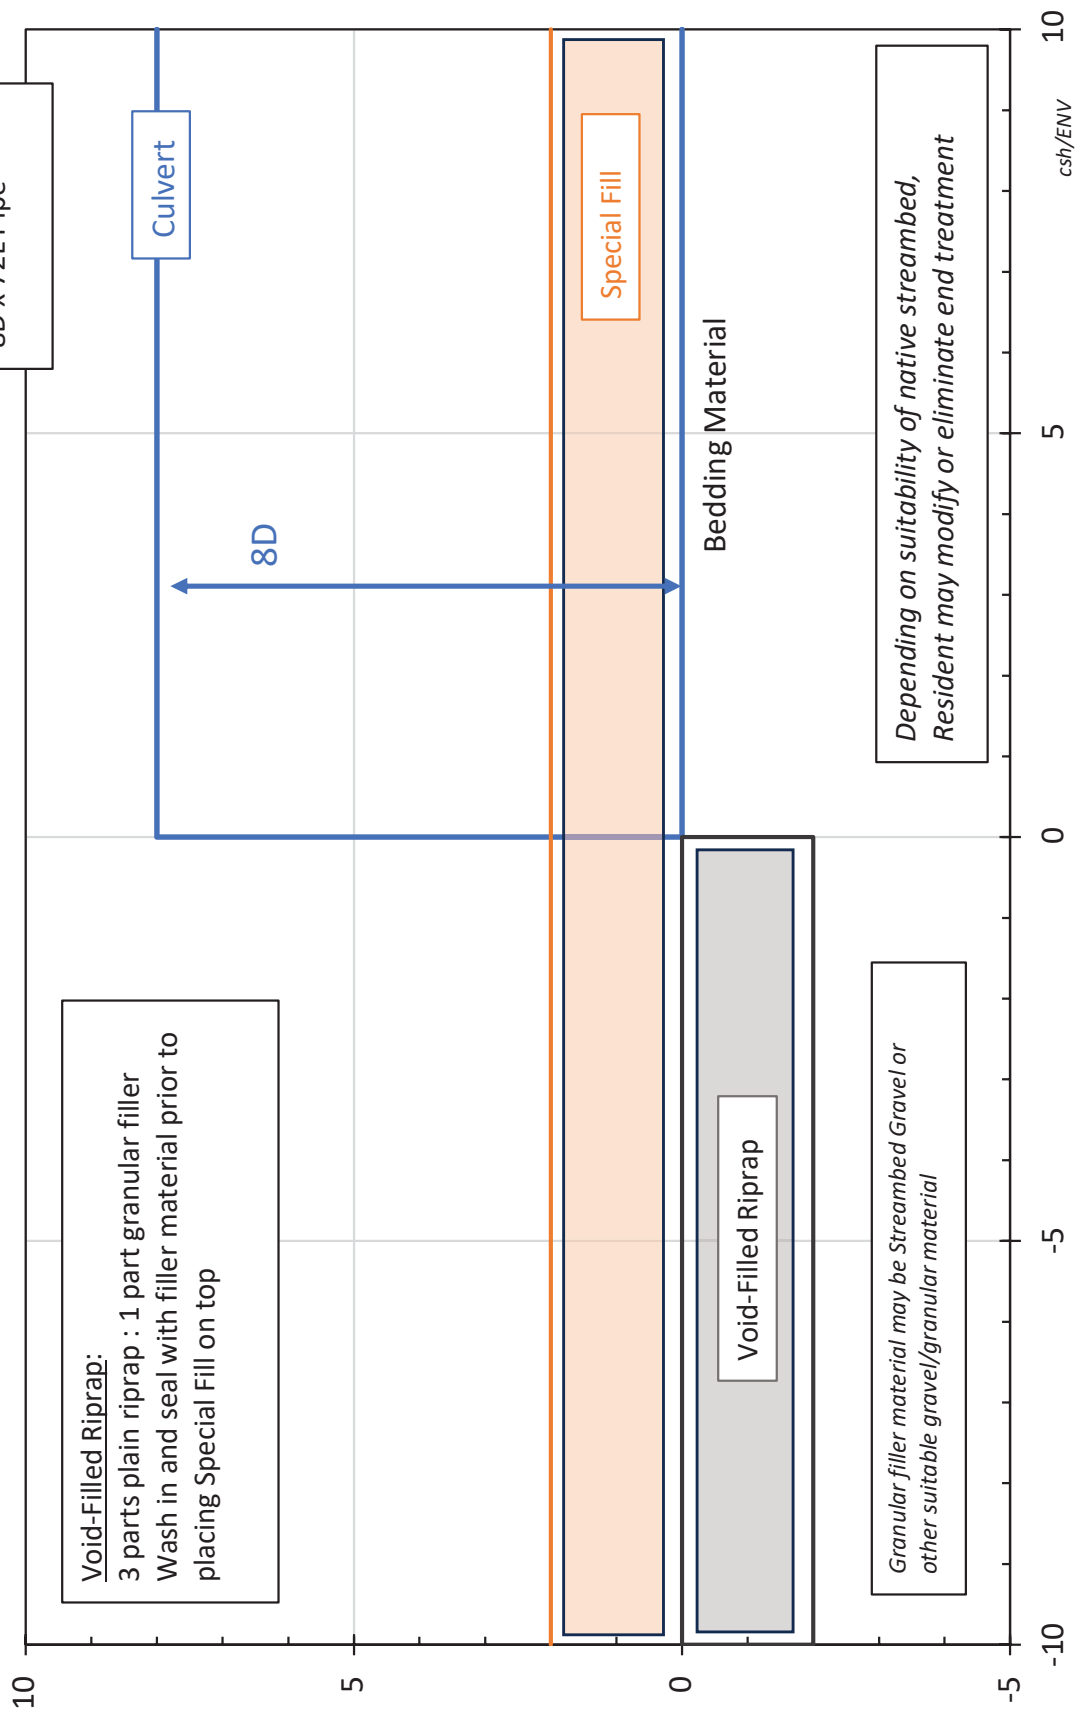 Void-Filled Riprap:
3 parts plain riprap : 1 part granular filler
Wash in and seal with filler material prior to
placing Special Fill on top
Culvert
8D
Special Fill
Bedding Material
Void-Filled Riprap
Granular filler material may be Streambed Gravel or
other suitable gravel/granular material
Depending on suitability of native streambed,
Resident may modify or eliminate end treatment
10
5
0
-5
-10
-5
0
5
10
csh/ENV